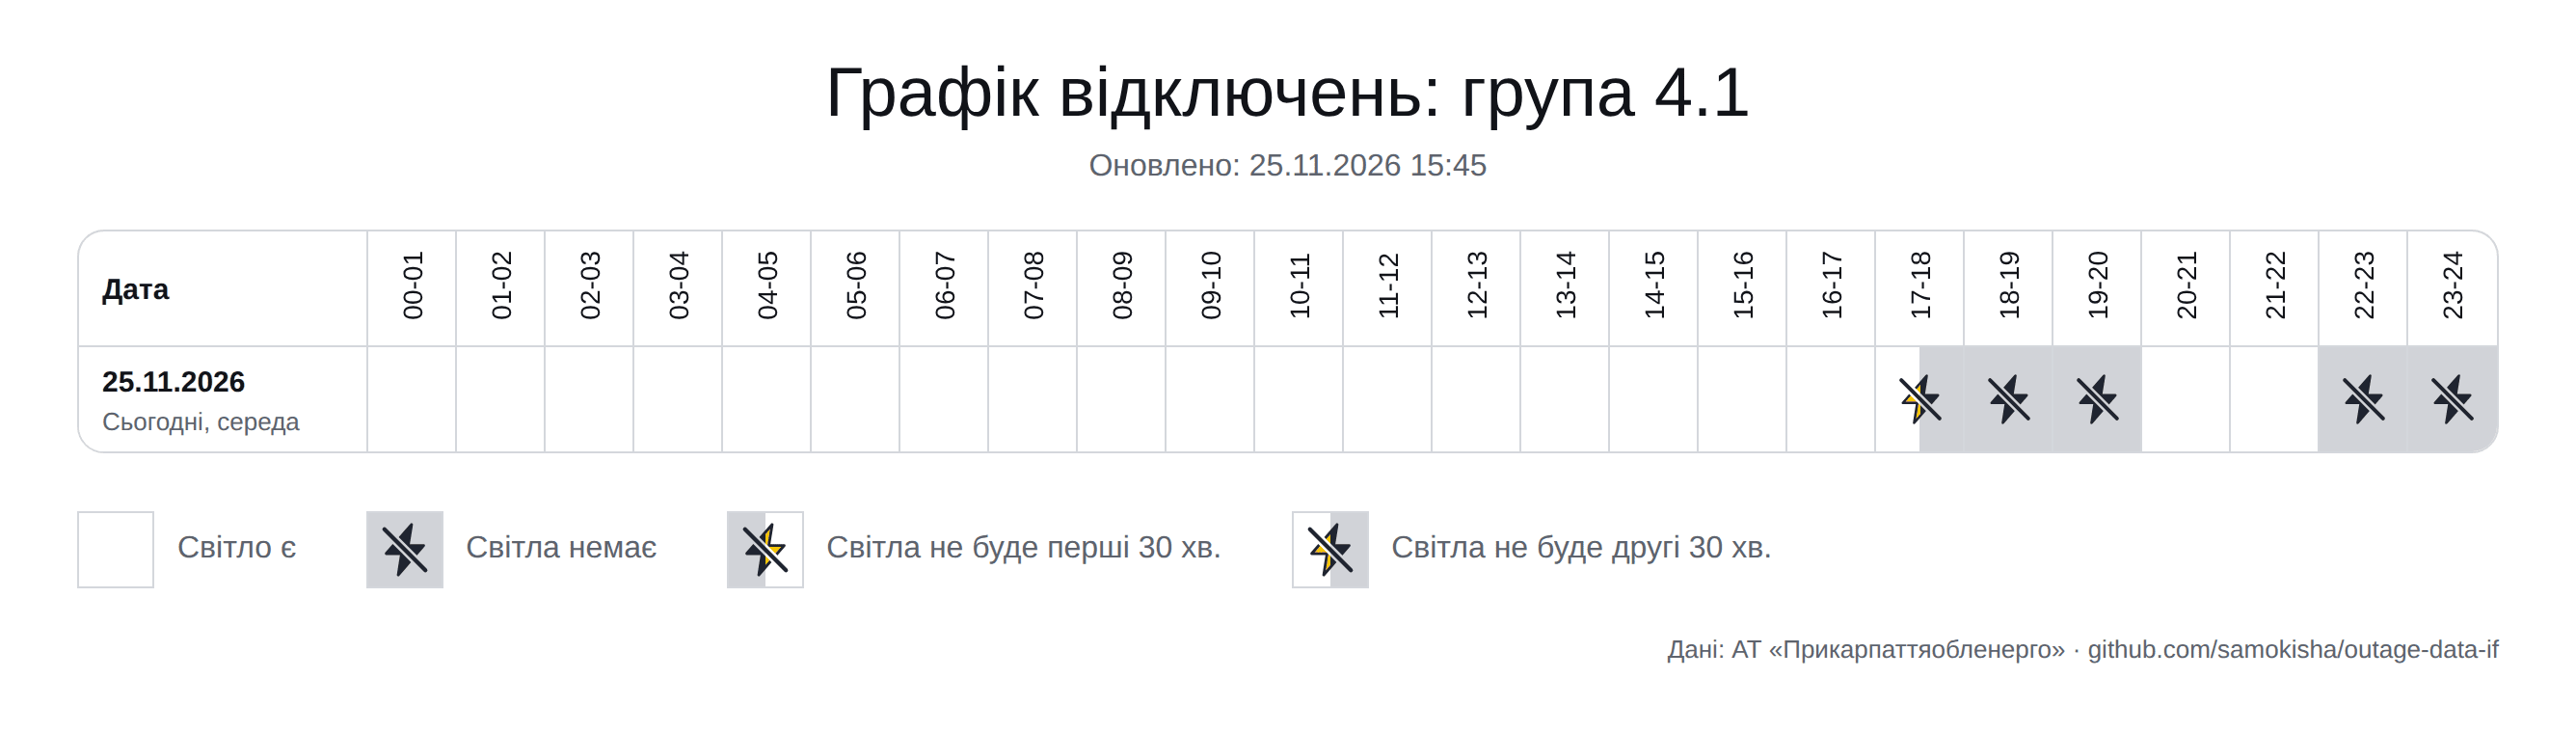 Графік відключень: група 4.1
Оновлено: 25.11.2026 15:45
Дата 00-01 01-02 02-03 03-04 04-05 05-06 06-07 07-08 08-09 09-10 10-11 11-12 12-13 13-14 14-15 15-16 16-17 17-18 18-19 19-20 20-21 21-22 22-23 23-24
25.11.2026
Сьогодні, середа
Світло є Світла немає Світла не буде перші 30 хв. Світла не буде другі 30 хв.
Дані: АТ «Прикарпаттяобленерго» · github.com/samokisha/outage-data-if